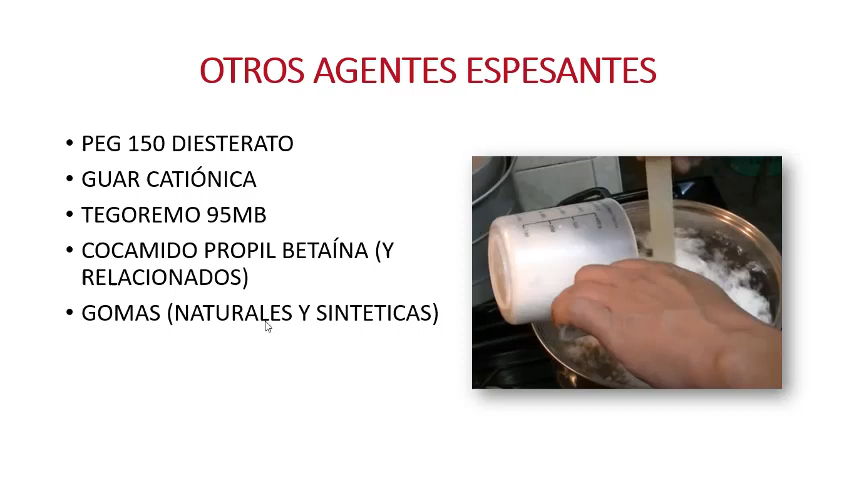 OTROS AGENTES ESPESANTES
• PEG 150 DIESTERATO
• GUAR CATIÓNICA
• TEGOREMO 95MB
• COCAMIDO PROPIL BETAÍNA (Y
RELACIONADOS)
• GOMAS (NATURALES Y SINTETICAS)